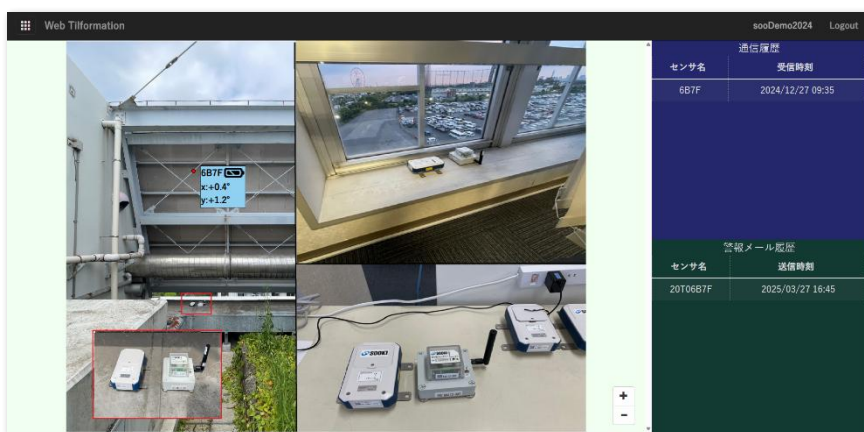 Web Tilformation
sooDemo2024 Logout
6B7F
x:+0.4°
y:+1.2°
SOOKI
通信履歴
センサ名 受信時刻
6B7F 2024/12/27 09:35
警報メール履歴
センサ名 送信時刻
20T06B7F 2025/03/27 16:45
+
−